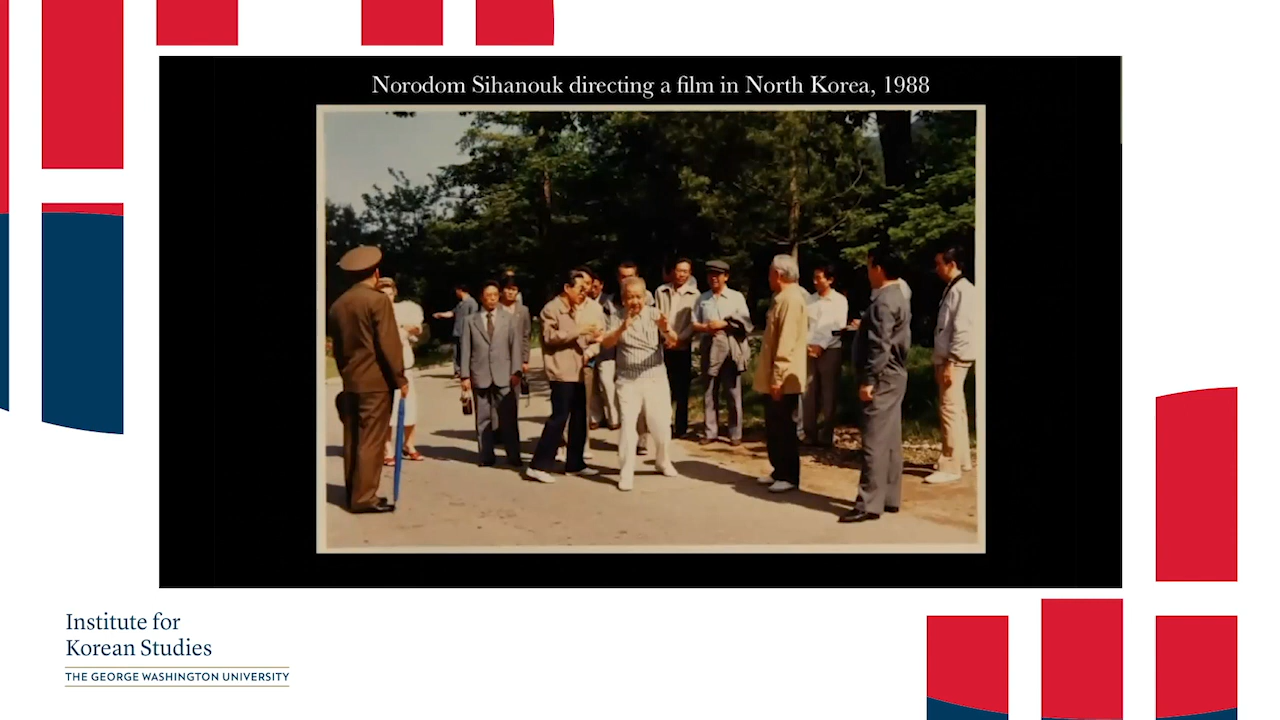 Norodom Sihanouk directing a film in North Korea, 1988
Institute for
Korean Studies
THE GEORGE WASHINGTON UNIVERSITY